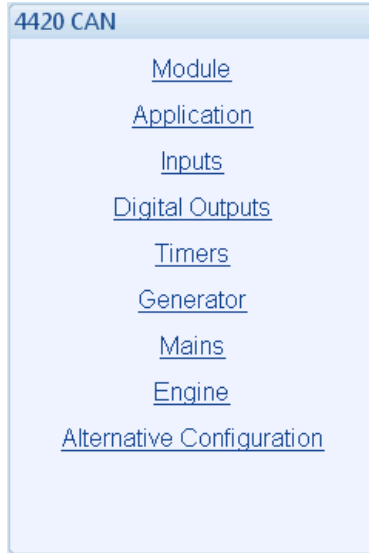 4420 CAN
Module
Application
Inputs
Digital Outputs
Timers
Generator
Mains
Engine
Alternative Configuration